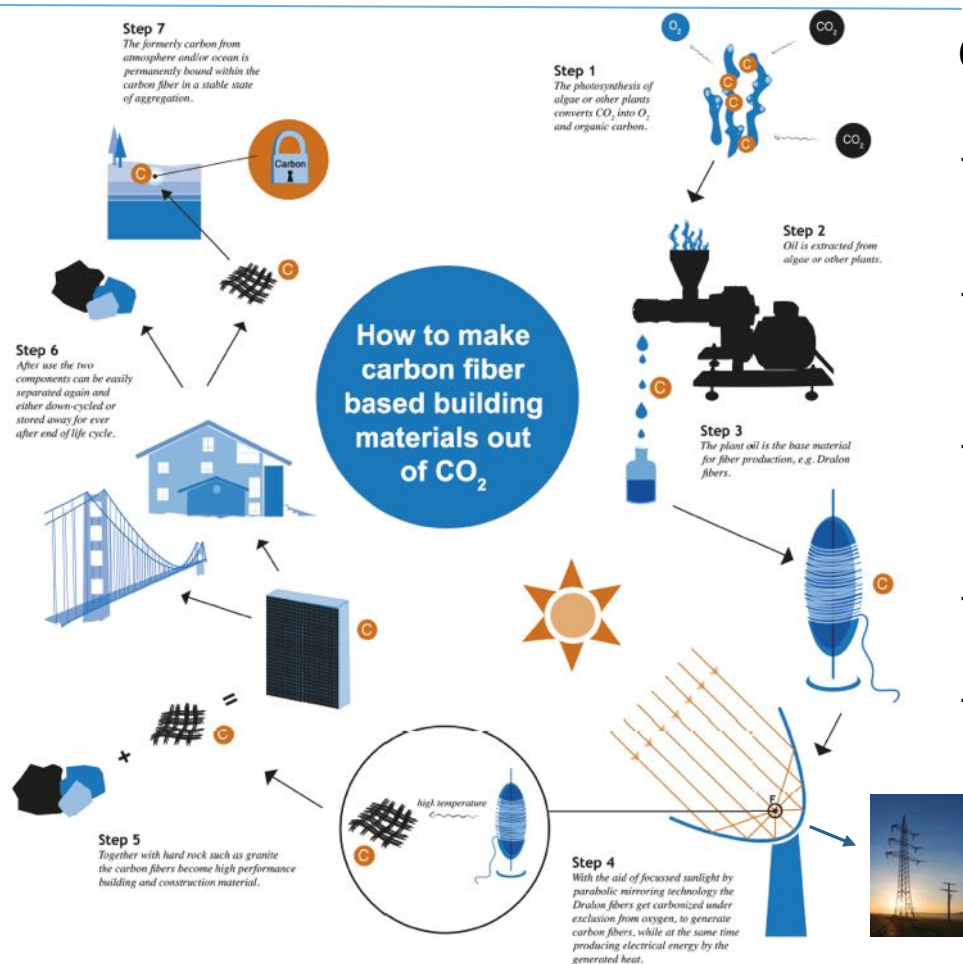 How to make
carbon fiber
based building
materials out
of CO₂
O₂
CO₂
C
C
C
C
CO₂
Step 1
The photosynthesis of
algae or other plants
converts CO₂ into O₂
and organic carbon.
Step 2
Oil is extracted from
algae or other plants.
C
Step 3
The plant oil is the base material
for fiber production, e.g. Dralon
fibers.
C
F
Step 4
With the aid of focussed sunlight by
parabolic mirroring technology the
Dralon fibers get carbonized under
exclusion from oxygen, to generate
carbon fibers, while at the same time
producing electrical energy by the
generated heat.
high temperature
C
Step 5
Together with hard rock such as granite
the carbon fibers become high performance
building and construction material.
+
C
=
C
Step 6
After use the two
components can be easily
separated again and
either down-cycled or
stored away for ever
after end of life cycle.
C
Step 7
The formerly carbon from
atmosphere and/or ocean is
permanently bound within the
carbon fiber in a stable state
of aggregation.
C
Carbon